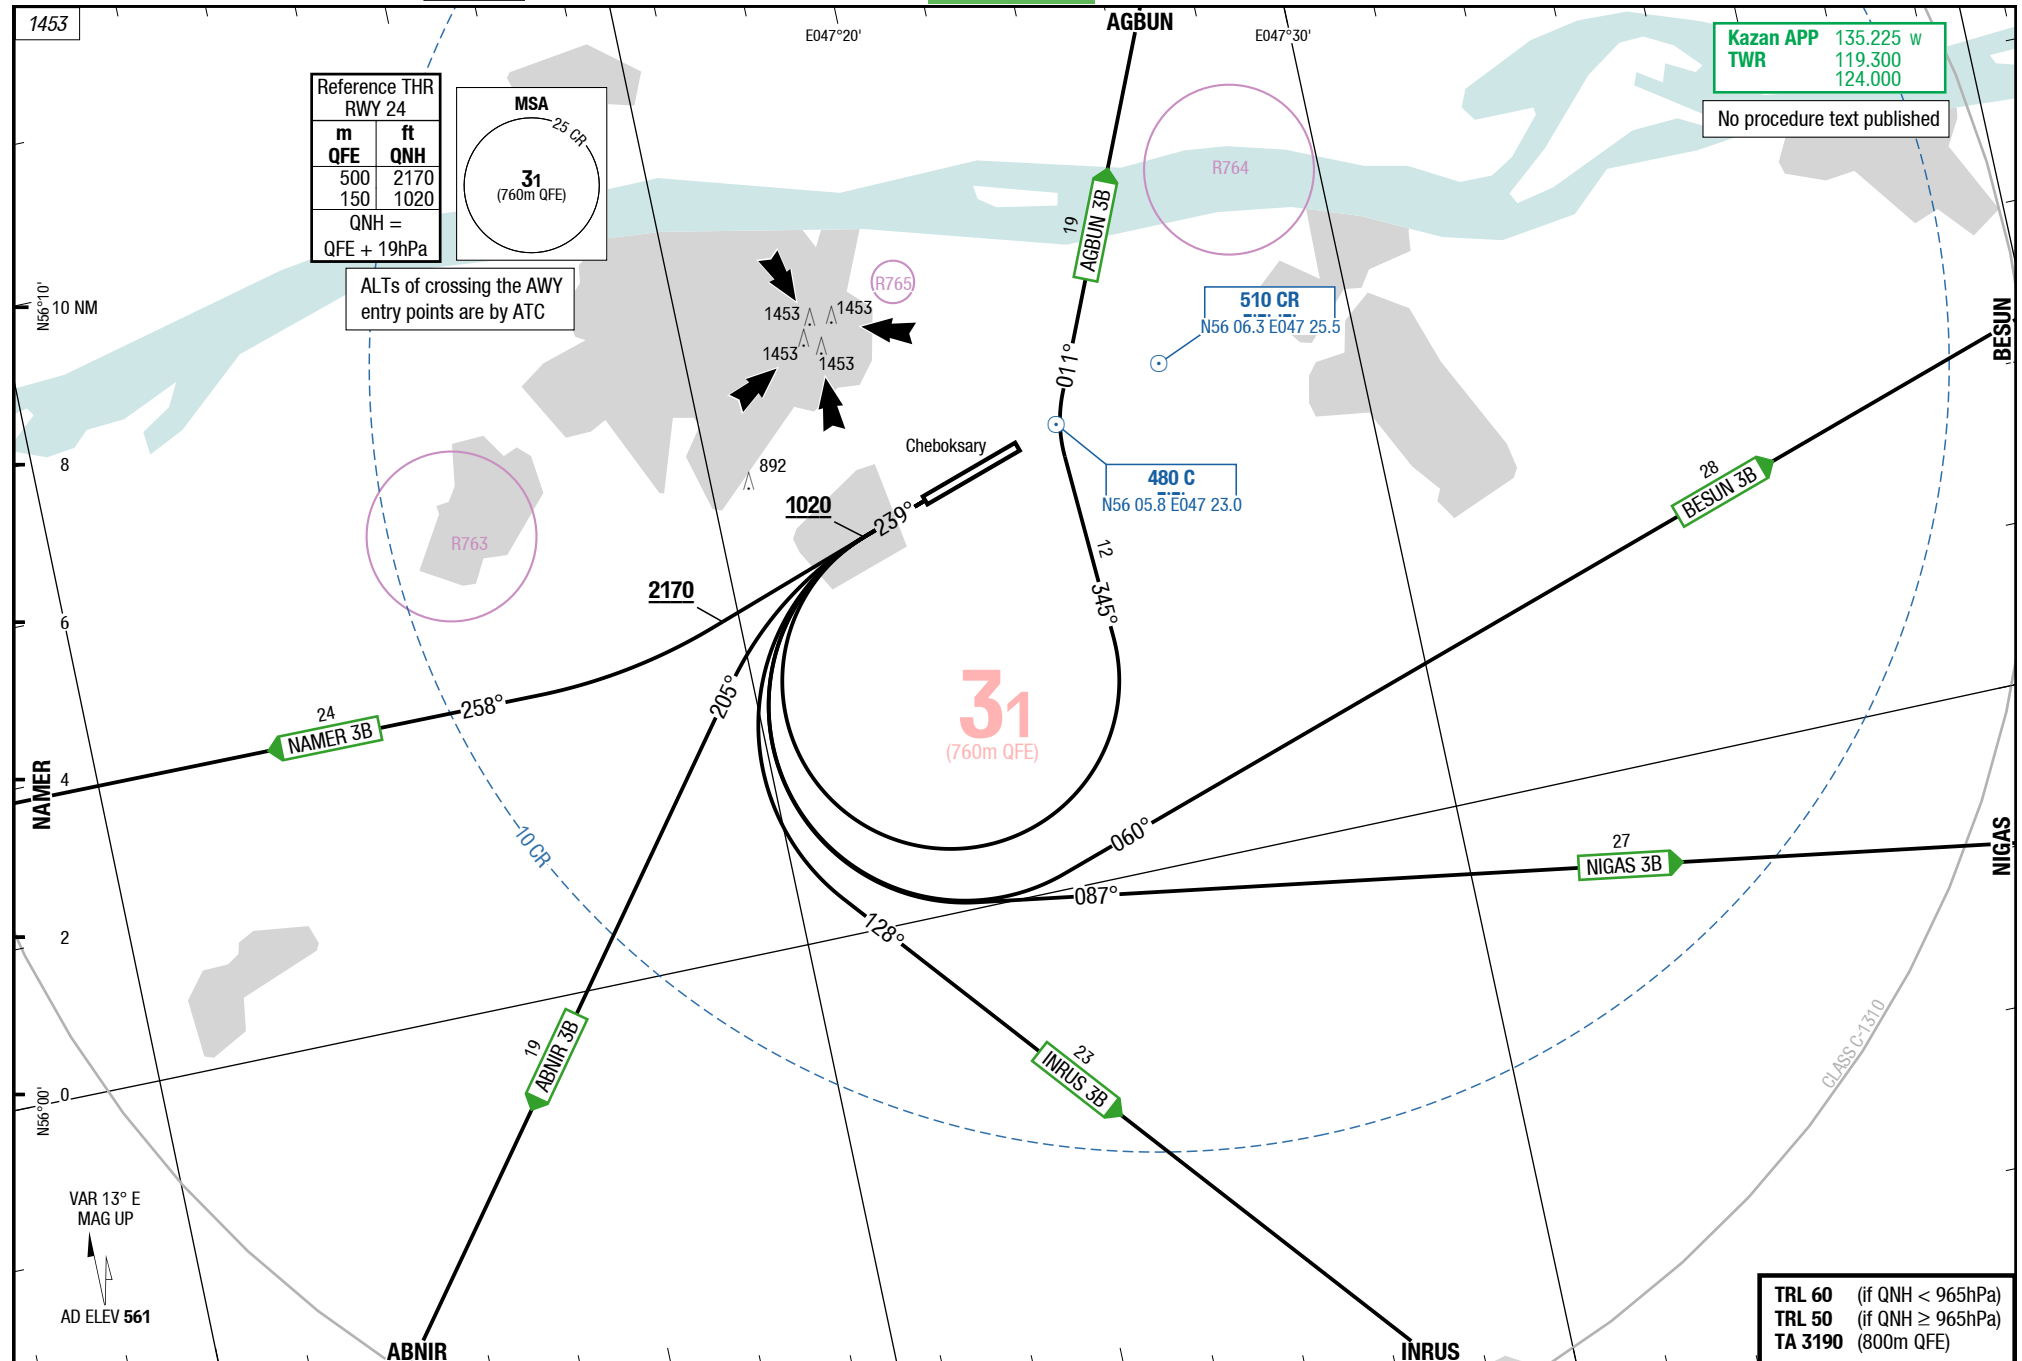 1453
AGBUN
E047°20'
E047°30'
Kazan APP 135.225 W
TWR 119.300
124.000
No procedure text published
Reference THR
RWY 24
m ft
QFE QNH
500 2170
150 1020
QNH =
QFE + 19hPa
MSA
25 CR
31
(760m QFE)
ALTs of crossing the AWY
entry points are by ATC
R764
R765
19
AGBUN 3B
011°
N56°10'
10 NM
1453
1453
1453
1453
510 CR
N56 06.3 E047 25.5
BESUN
Cheboksary
480 C
N56 05.8 E047 23.0
8
892
28
BESUN 3B
1020
239°
R763
12
345°
2170
6
205°
31
(760m QFE)
258°
24
NAMER 3B
4
NAMER
10 CR
060°
27
NIGAS 3B
NIGAS
087°
128°
2
CLASS C-1310
19
ABNIR 3B
23
INRUS 3B
0
N56°00'
VAR 13° E
MAG UP
AD ELEV 561
TRL 60 (if QNH < 965hPa)
TRL 50 (if QNH ≥ 965hPa)
TA 3190 (800m QFE)
ABNIR
INRUS